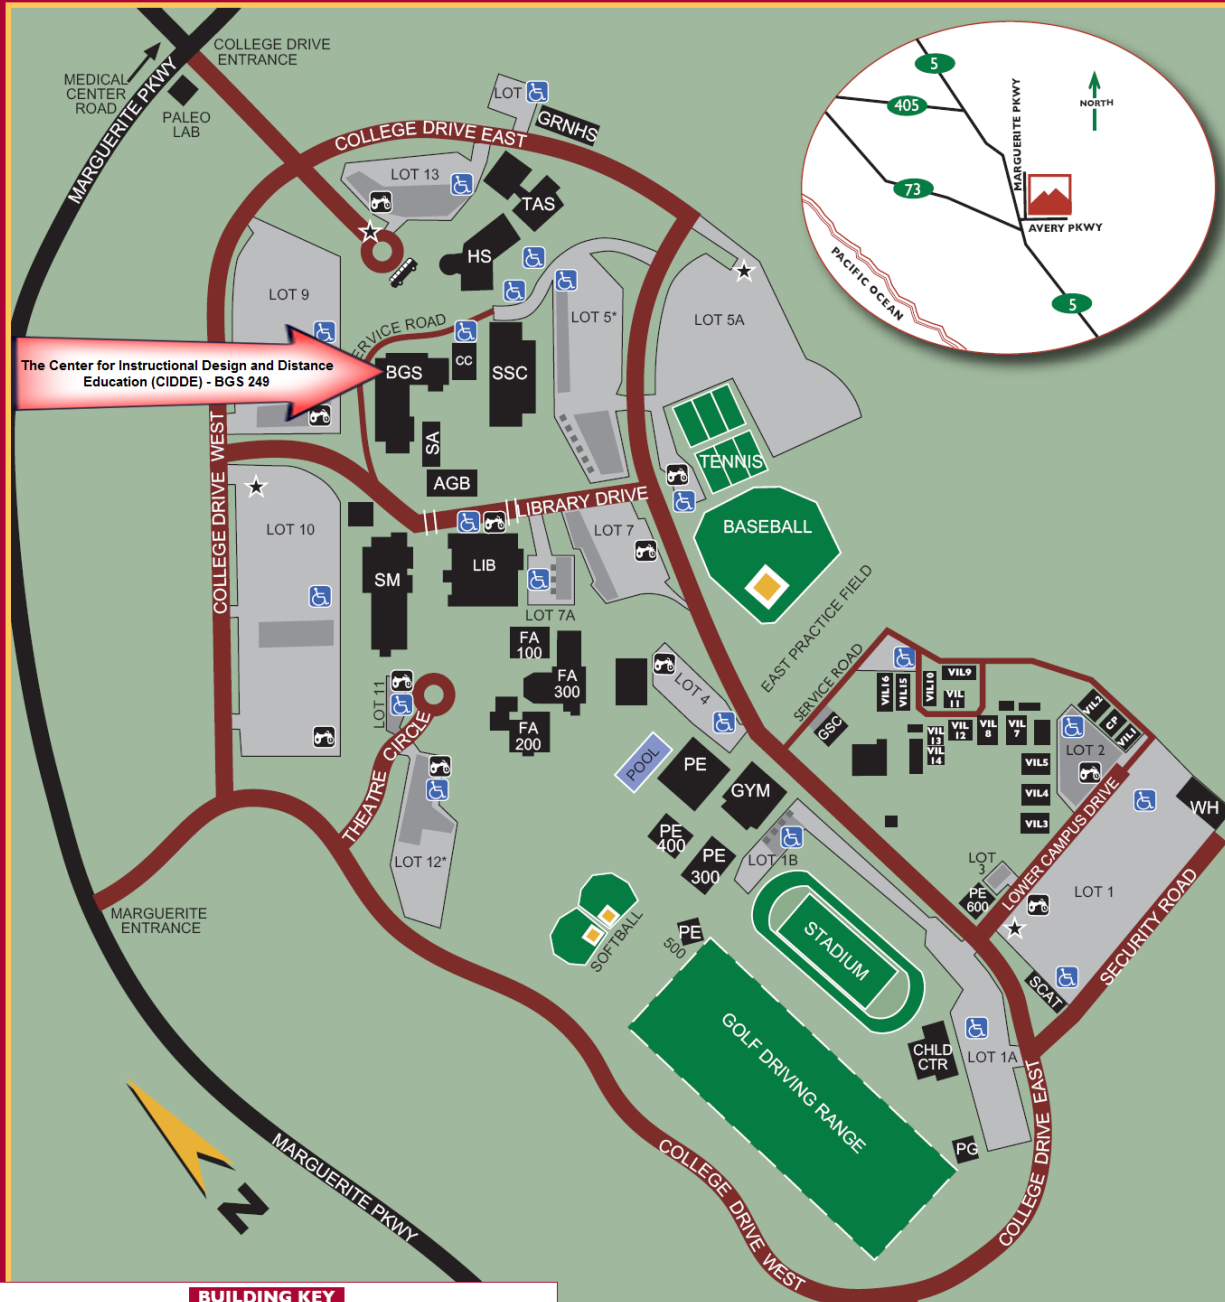 COLLEGE DRIVE
ENTRANCE
MEDICAL
CENTER
ROAD
PALEO
LAB
MARGUERITE PKWY
COLLEGE DRIVE EAST
LOT
GRNHS
LOT 13
TAS
HS
5
405
73
5
MARGUERITE PKWY
NORTH
AVERY PKWY
PACIFIC OCEAN
LOT 9
LOT 5*
LOT 5A
SERVICE ROAD
The Center for Instructional Design and Distance
Education (CIDDE) - BGS 249
BGS
CC
SSC
SA
AGB
TENNIS
COLLEGE DRIVE WEST
LIBRARY DRIVE
BASEBALL
LOT 10
LOT 7
SM
LIB
LOT 7A
EAST PRACTICE FIELD
FA
100
FA
300
FA
200
LOT 11
LOT 4
SERVICE ROAD
GSC
VIL16
VIL15
VIL10
VIL9
VIL
11
VIL
12
VIL
13
VIL
14
VIL
8
VIL
7
VIL2
CP
VIL1
LOT 2
VIL5
VIL4
VIL3
WH
THEATRE CIRCLE
POOL
PE
GYM
PE
400
PE
300
LOT 1B
LOT 12*
LOT
3
PE
600
LOWER CAMPUS DRIVE
LOT 1
SECURITY ROAD
MARGUERITE
ENTRANCE
SOFTBALL
PE
500
STADIUM
SCAT
GOLF DRIVING RANGE
CHLD
CTR
LOT 1A
PG
COLLEGE DRIVE EAST
COLLEGE DRIVE WEST
MARGUERITE PKWY
N
BUILDING KEY